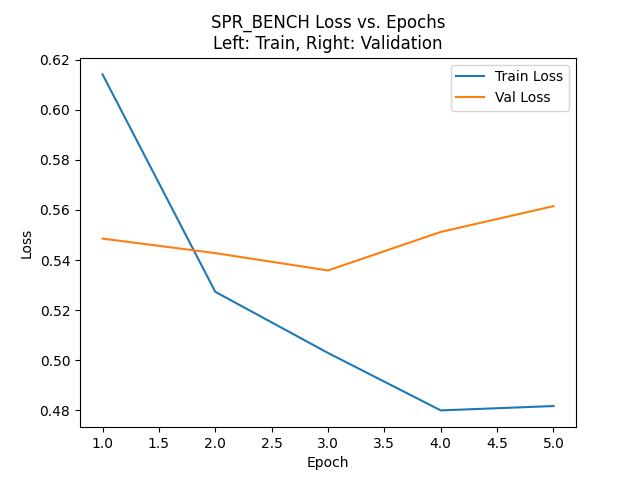 SPR_BENCH Loss vs. Epochs
Left: Train, Right: Validation
Train Loss
Val Loss
Loss
0.62
0.60
0.58
0.56
0.54
0.52
0.50
0.48
1.0 1.5 2.0 2.5 3.0 3.5 4.0 4.5 5.0
Epoch